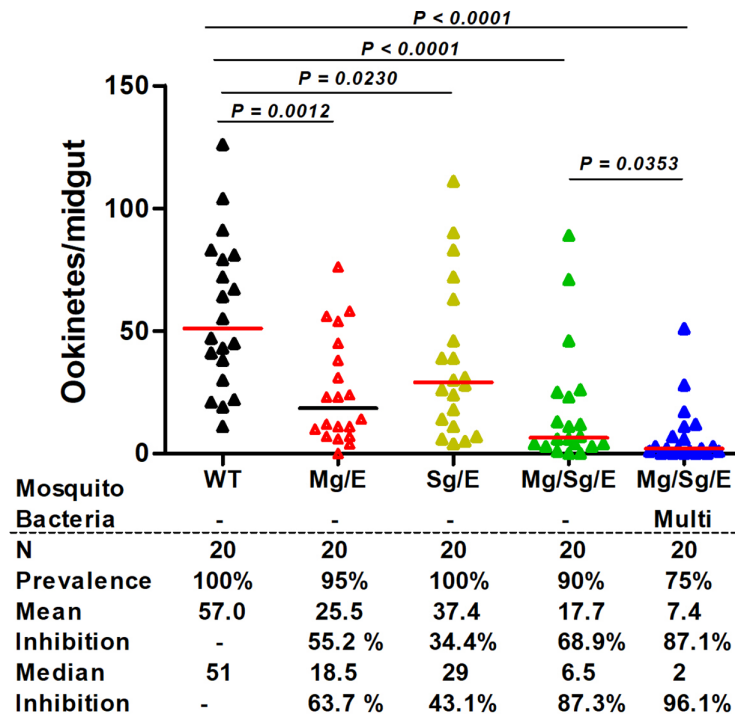 P < 0.0001
P < 0.0001
P = 0.0230
P = 0.0012
P = 0.0353
Ookinetes/midgut
150
100
50
0
Mosquito WT Mg/E Sg/E Mg/Sg/E Mg/Sg/E
Bacteria - - - - Multi
N 20 20 20 20 20
Prevalence 100% 95% 100% 90% 75%
Mean 57.0 25.5 37.4 17.7 7.4
Inhibition - 55.2 % 34.4% 68.9% 87.1%
Median 51 18.5 29 6.5 2
Inhibition - 63.7 % 43.1% 87.3% 96.1%